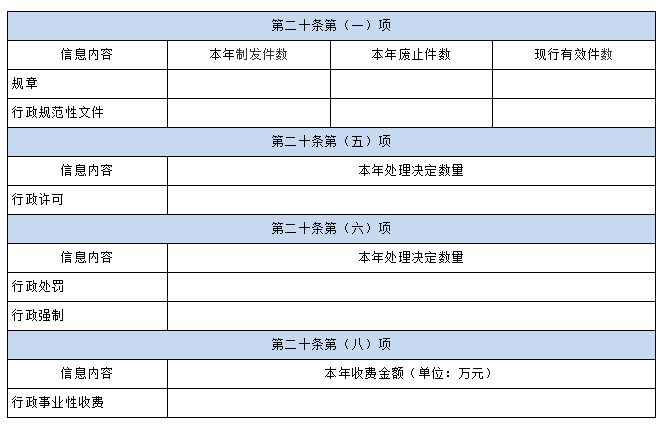 第二十条第（一）项
信息内容 本年制发件数 本年废止件数 现行有效件数
规章
行政规范性文件
第二十条第（五）项
信息内容 本年处理决定数量
行政许可
第二十条第（六）项
信息内容 本年处理决定数量
行政处罚
行政强制
第二十条第（八）项
信息内容 本年收费金额（单位：万元）
行政事业性收费